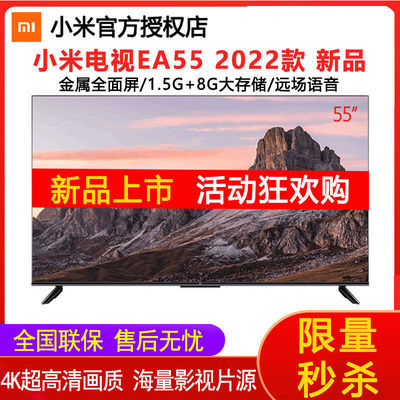 mi 小米官方授权店
小米电视EA55 2022款 新品
金属全面屏/1.5G+8G大存储/远场语音
55"
新品上市 活动狂欢购
全国联保 售后无忧
4K超高清画质 海量影视片源
限量
秒杀